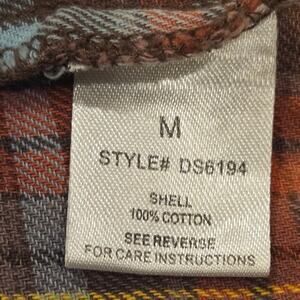 M
STYLE# DS6194
SHELL
100% COTTON
SEE REVERSE
FOR CARE INSTRUCTIONS